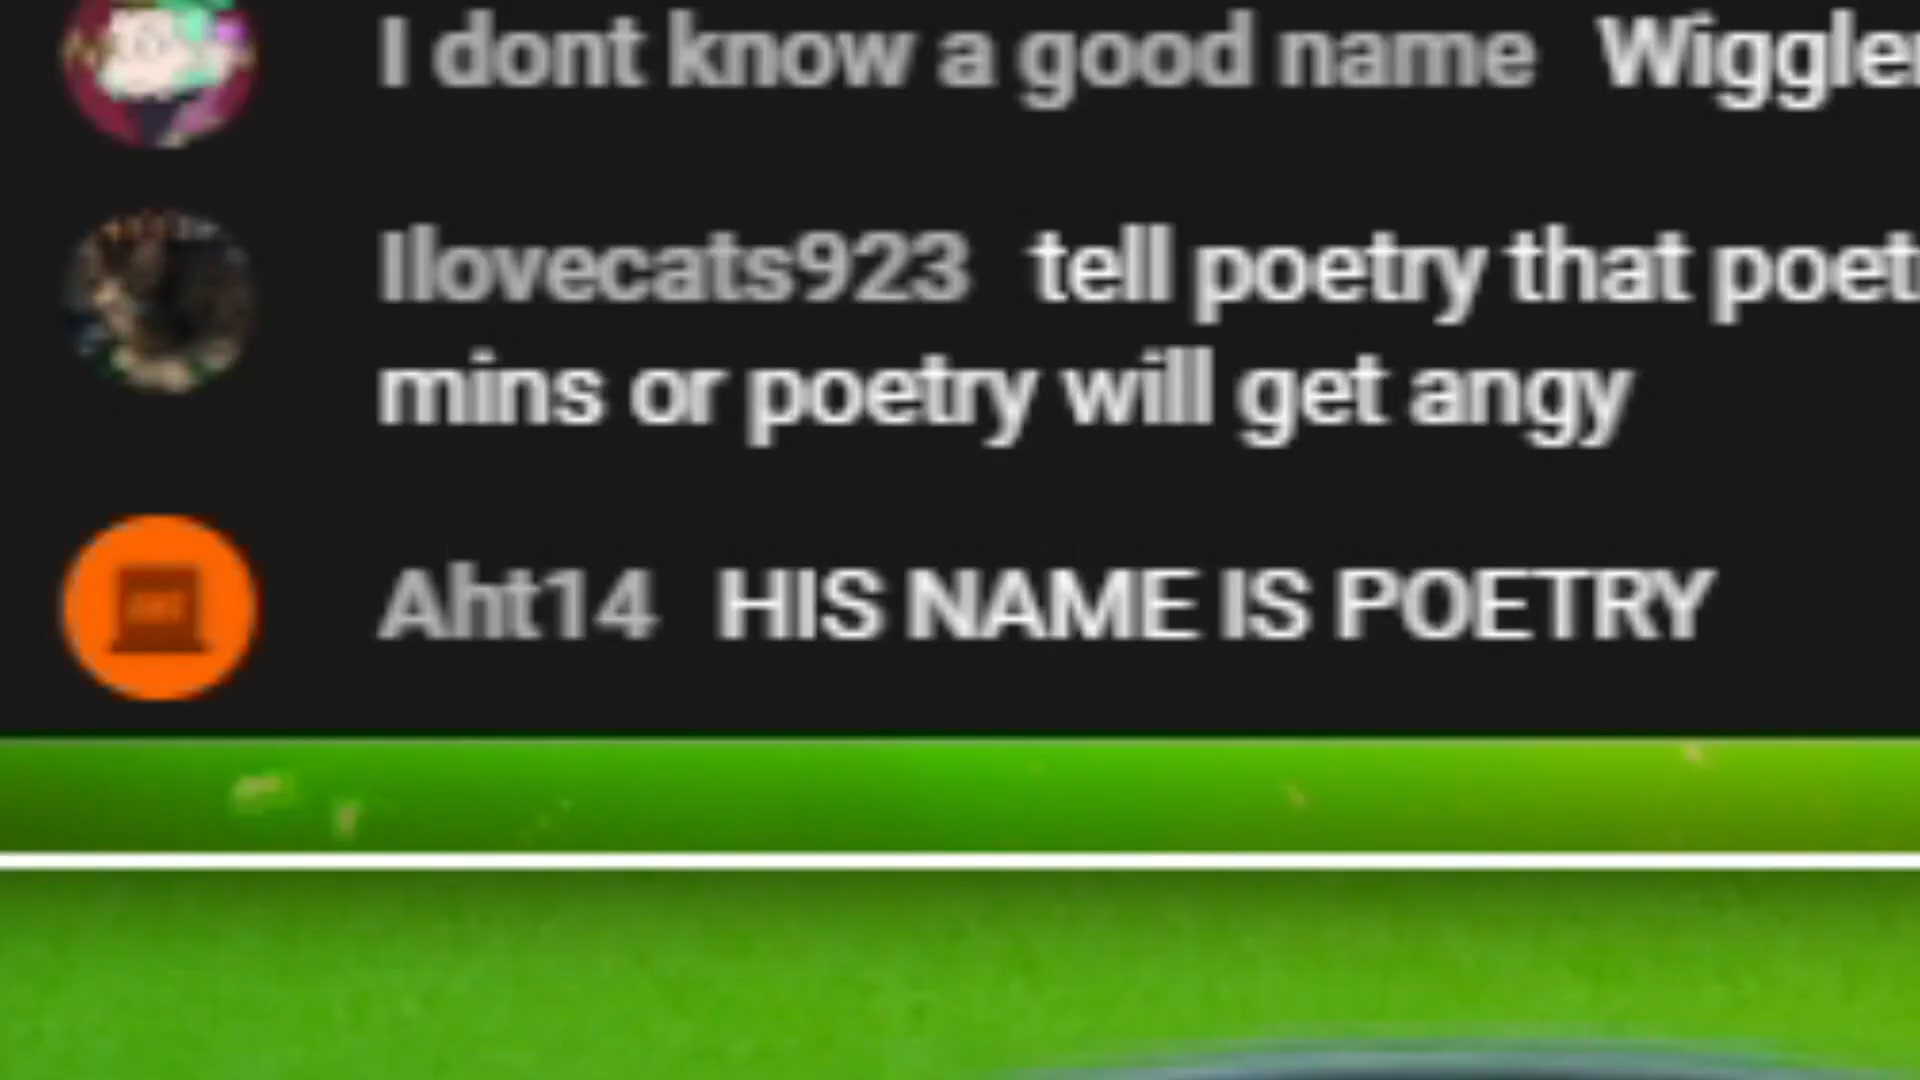 I dont know a good name
Ilovecats923 tell poetry that
mins or poetry will get angy
Aht14 HIS NAME IS POETRY